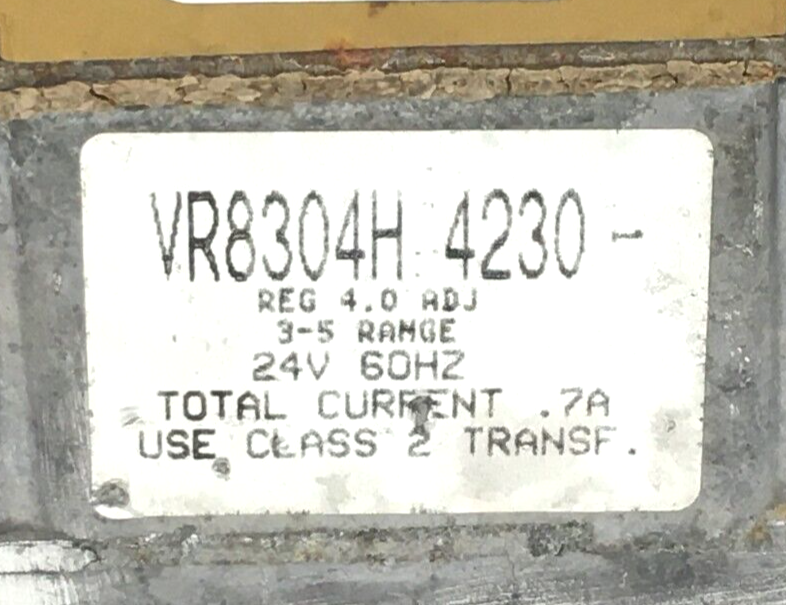 VR8304H 4230 -
REG 4.0 ADJ
3-5 RANGE
24V 60HZ
TOTAL CURRENT .7A
USE CLASS 2 TRANSF.